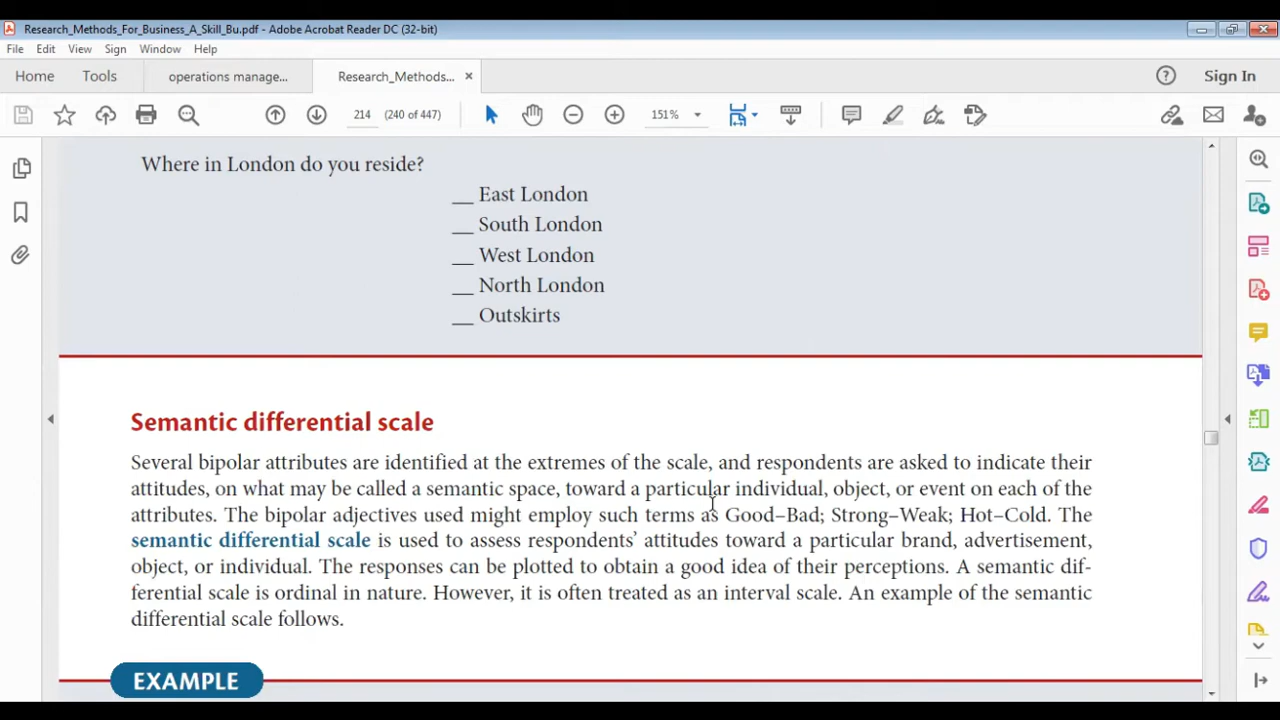 Research_Methods_For_Business_A_Skill_Bu.pdf - Adobe Acrobat Reader DC (32-bit)
File Edit View Sign Window Help
Home Tools operations manage... Research_Methods... × Sign In
214 (240 of 447) 151%
Where in London do you reside?
__ East London
__ South London
__ West London
__ North London
__ Outskirts
Semantic differential scale
Several bipolar attributes are identified at the extremes of the scale, and respondents are asked to indicate their
attitudes, on what may be called a semantic space, toward a particular individual, object, or event on each of the
attributes. The bipolar adjectives used might employ such terms as Good–Bad; Strong–Weak; Hot–Cold. The
semantic differential scale is used to assess respondents’ attitudes toward a particular brand, advertisement,
object, or individual. The responses can be plotted to obtain a good idea of their perceptions. A semantic dif-
ferential scale is ordinal in nature. However, it is often treated as an interval scale. An example of the semantic
differential scale follows.
EXAMPLE